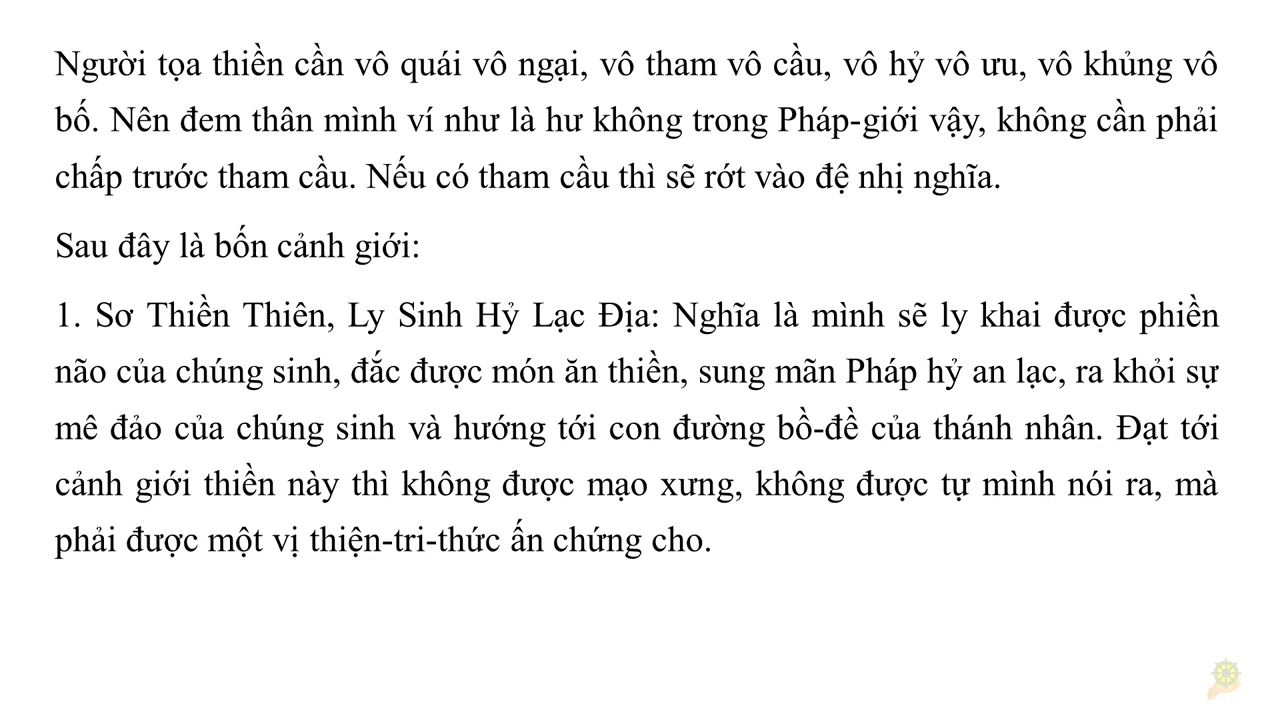 Người tọa thiền cần vô quái vô ngại, vô tham vô cầu, vô hỷ vô ưu, vô khủng vô
bố. Nên đem thân mình ví như là hư không trong Pháp-giới vậy, không cần phải
chấp trước tham cầu. Nếu có tham cầu thì sẽ rớt vào đệ nhị nghĩa.
Sau đây là bốn cảnh giới:
1. Sơ Thiền Thiên, Ly Sinh Hỷ Lạc Địa: Nghĩa là mình sẽ ly khai được phiền
não của chúng sinh, đắc được món ăn thiền, sung mãn Pháp hỷ an lạc, ra khỏi sự
mê đảo của chúng sinh và hướng tới con đường bồ-đề của thánh nhân. Đạt tới
cảnh giới thiền này thì không được mạo xưng, không được tự mình nói ra, mà
phải được một vị thiện-tri-thức ấn chứng cho.